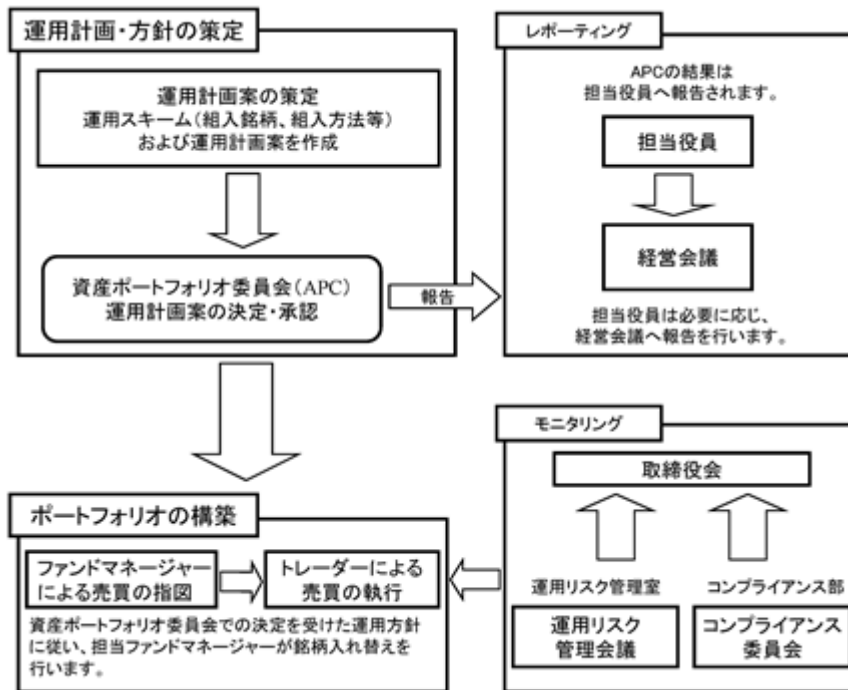 運用計画・方針の策定
運用計画案の策定
運用スキーム(組入銘柄、組入方法等)
および運用計画案を作成
資産ポートフォリオ委員会(APC)
運用計画案の決定・承認
報告
レポーティング
APCの結果は
担当役員へ報告されます。
担当役員
経営会議
担当役員は必要に応じ、
経営会議へ報告を行います。
ポートフォリオの構築
ファンドマネージャー
による売買の指図
トレーダーによる
売買の執行
資産ポートフォリオ委員会での決定を受けた運用方針
に従い、担当ファンドマネージャーが銘柄入れ替えを
行います。
モニタリング
取締役会
運用リスク管理室
運用リスク
管理会議
コンプライアンス部
コンプライアンス
委員会